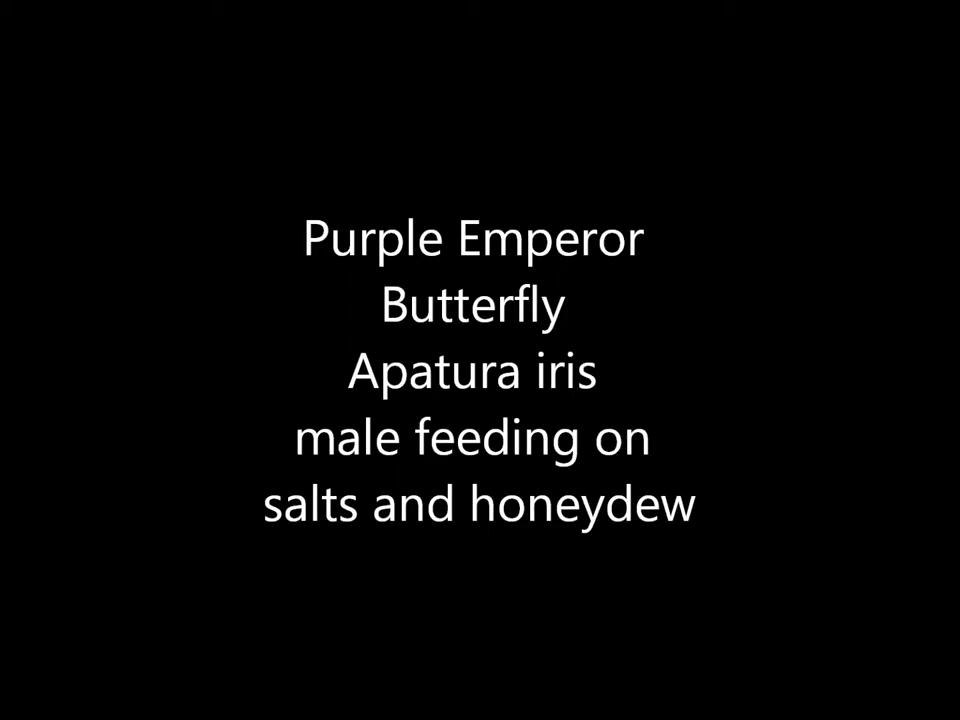 Purple Emperor
Butterfly
Apatura iris
male feeding on
salts and honeydew